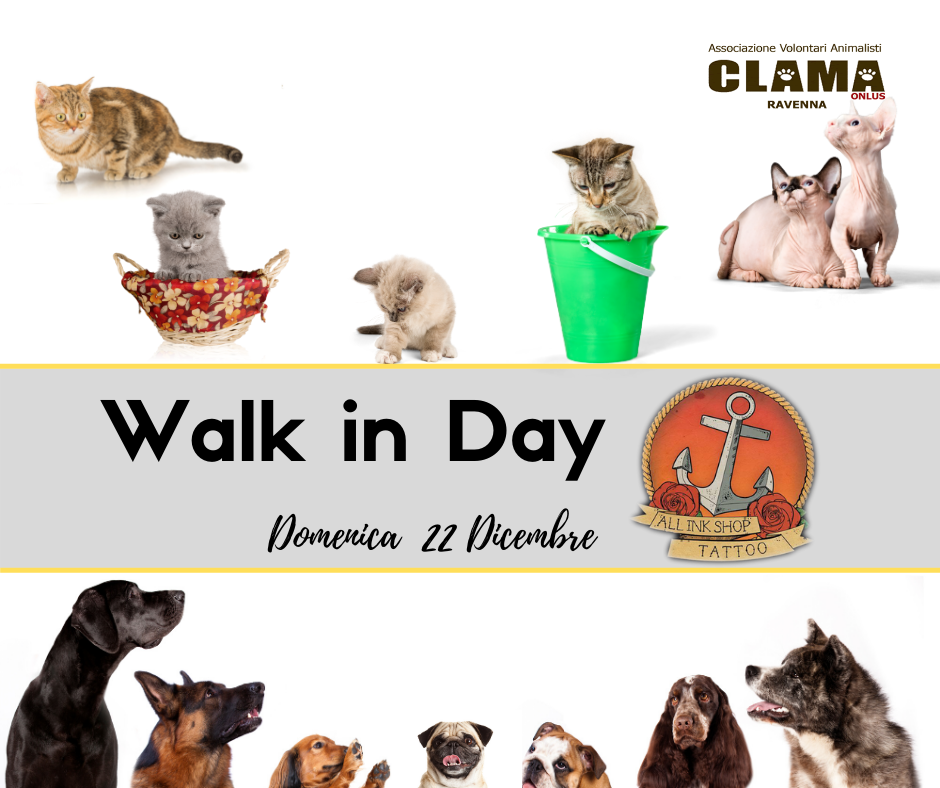 Associazione Volontari Animalisti
CLAMA
ONLUS
RAVENNA
Walk in Day
Domenica 22 Dicembre
ALL INK SHOP
TATTOO